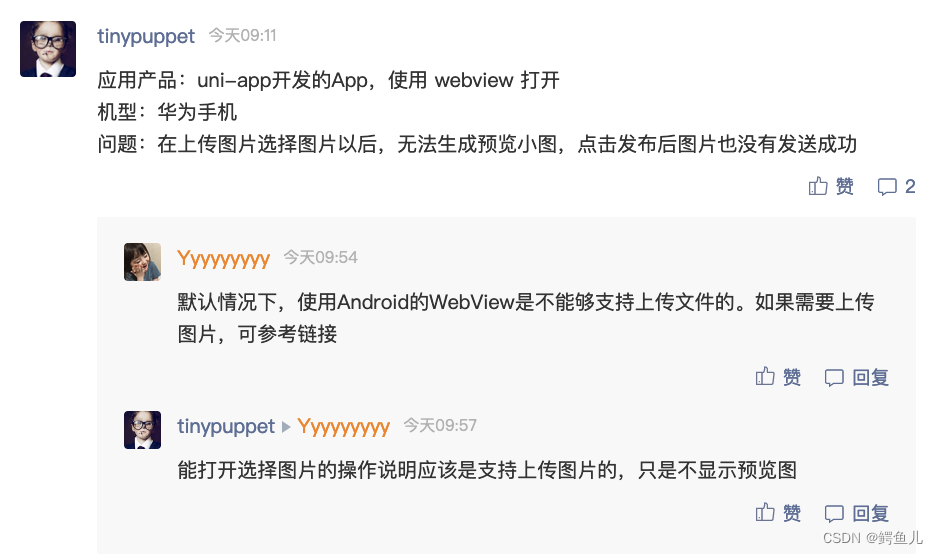 tinypuppet 今天09:11
应用产品：uni-app开发的App，使用 webview 打开
机型：华为手机
问题：在上传图片选择图片以后，无法生成预览小图，点击发布后图片也没有发送成功
赞 2
Yyyyyyyyy 今天09:54
默认情况下，使用Android的WebView是不能够支持上传文件的。如果需要上传
图片，可参考链接
赞 回复
tinypuppet Yyyyyyyyy 今天09:57
能打开选择图片的操作说明应该是支持上传图片的，只是不显示预览图
赞 回复
CSDN @鳄鱼儿